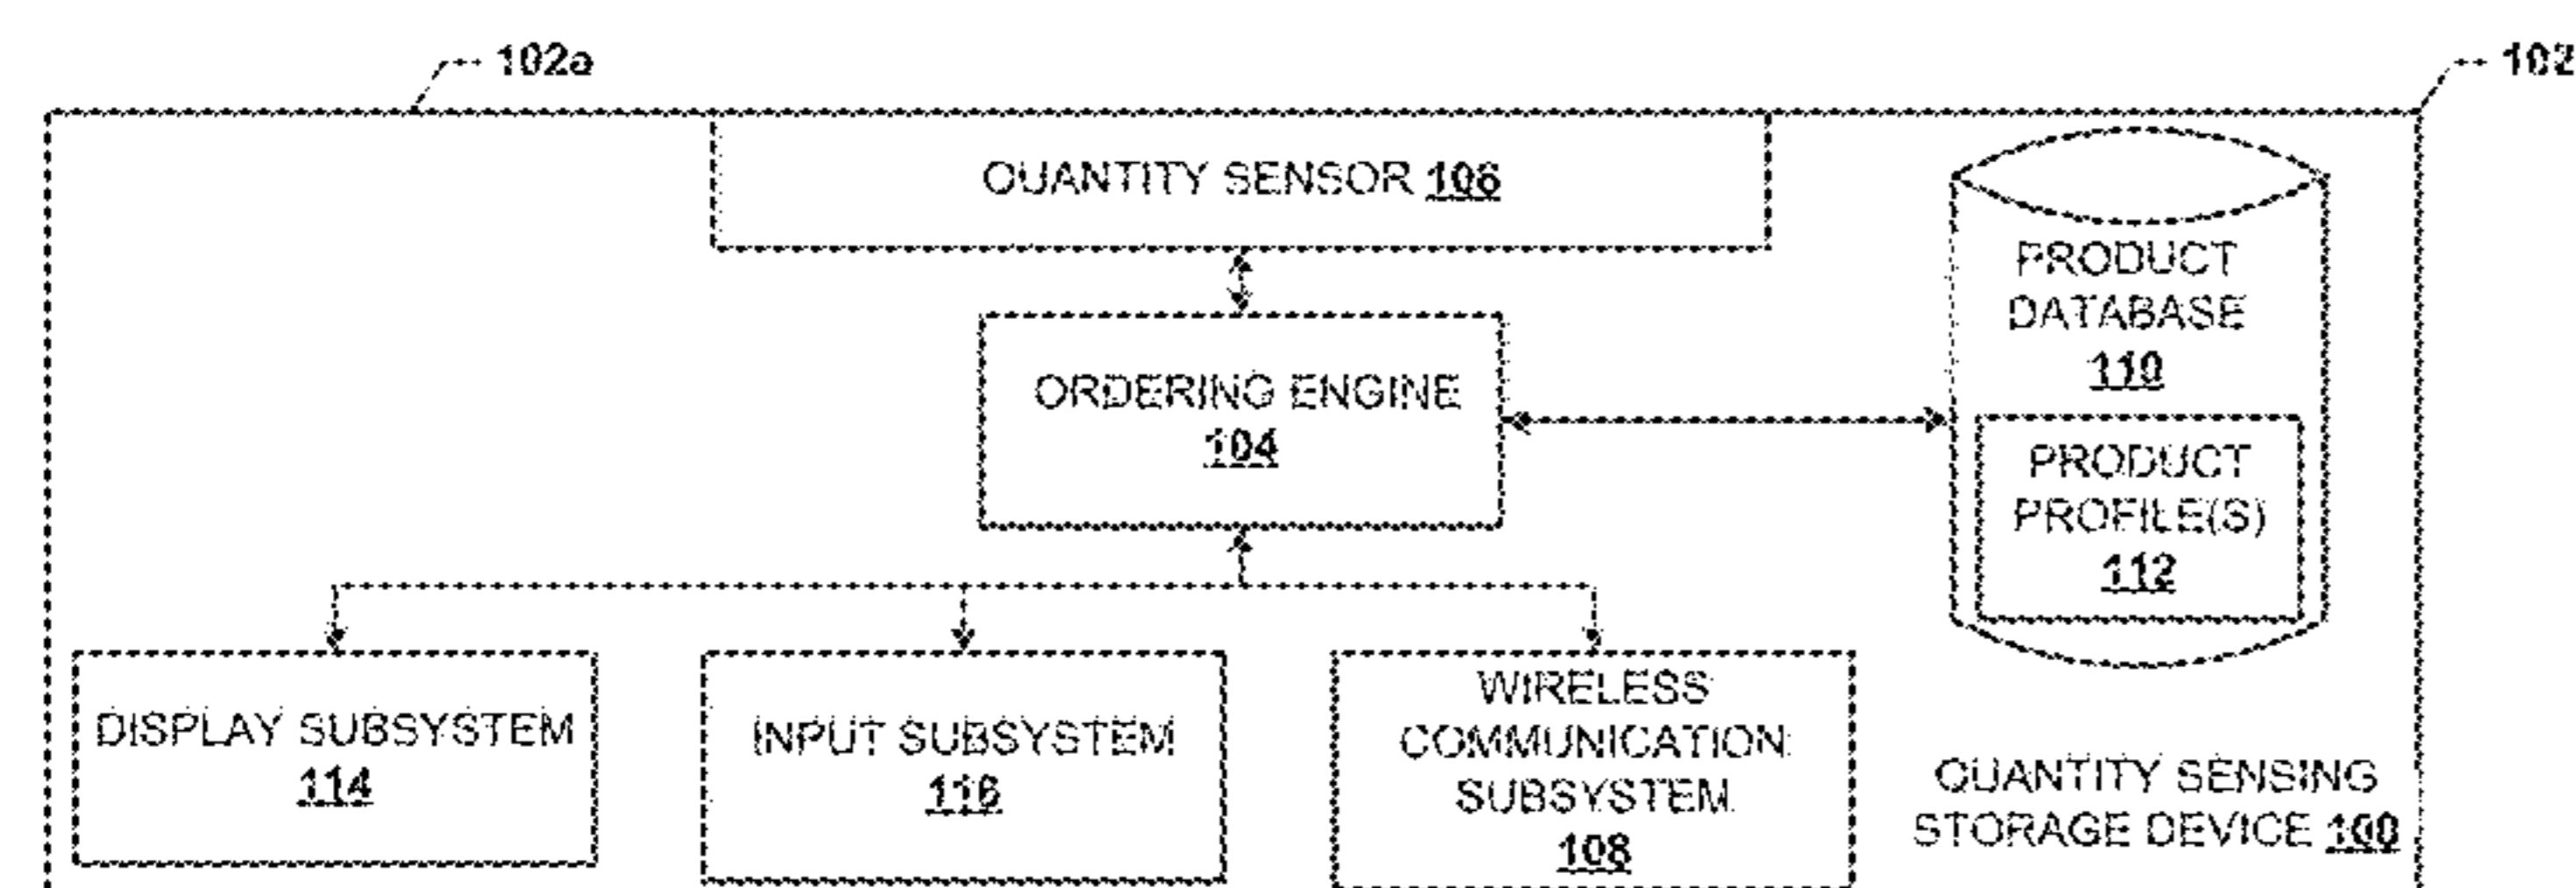 102a
102
QUANTITY SENSOR 106
PRODUCT
DATABASE
110
ORDERING ENGINE
104
PRODUCT
PROFILE(S)
112
DISPLAY SUBSYSTEM
114
INPUT SUBSYSTEM
116
WIRELESS
COMMUNICATION
SUBSYSTEM
108
QUANTITY SENSING
STORAGE DEVICE 100